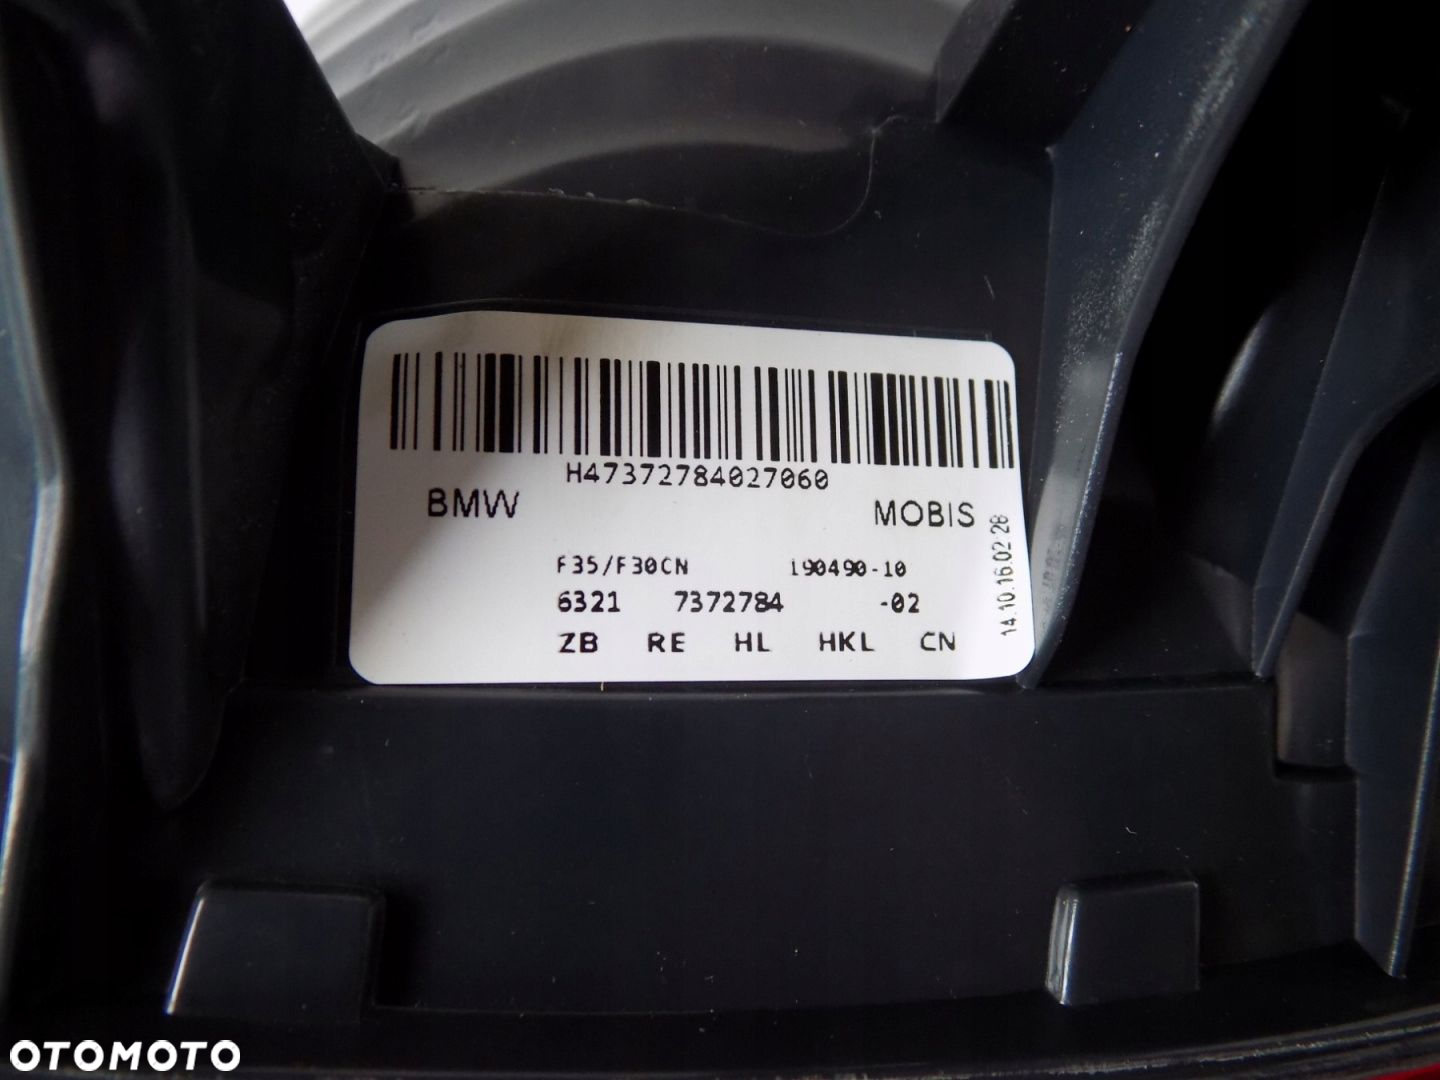 H47372784027060
BMW MOBIS
F35/F30CN 190490-10
6321 7372784 -02
ZB RE HL HKL CN
14.10.16.02 28
OTOMOTO